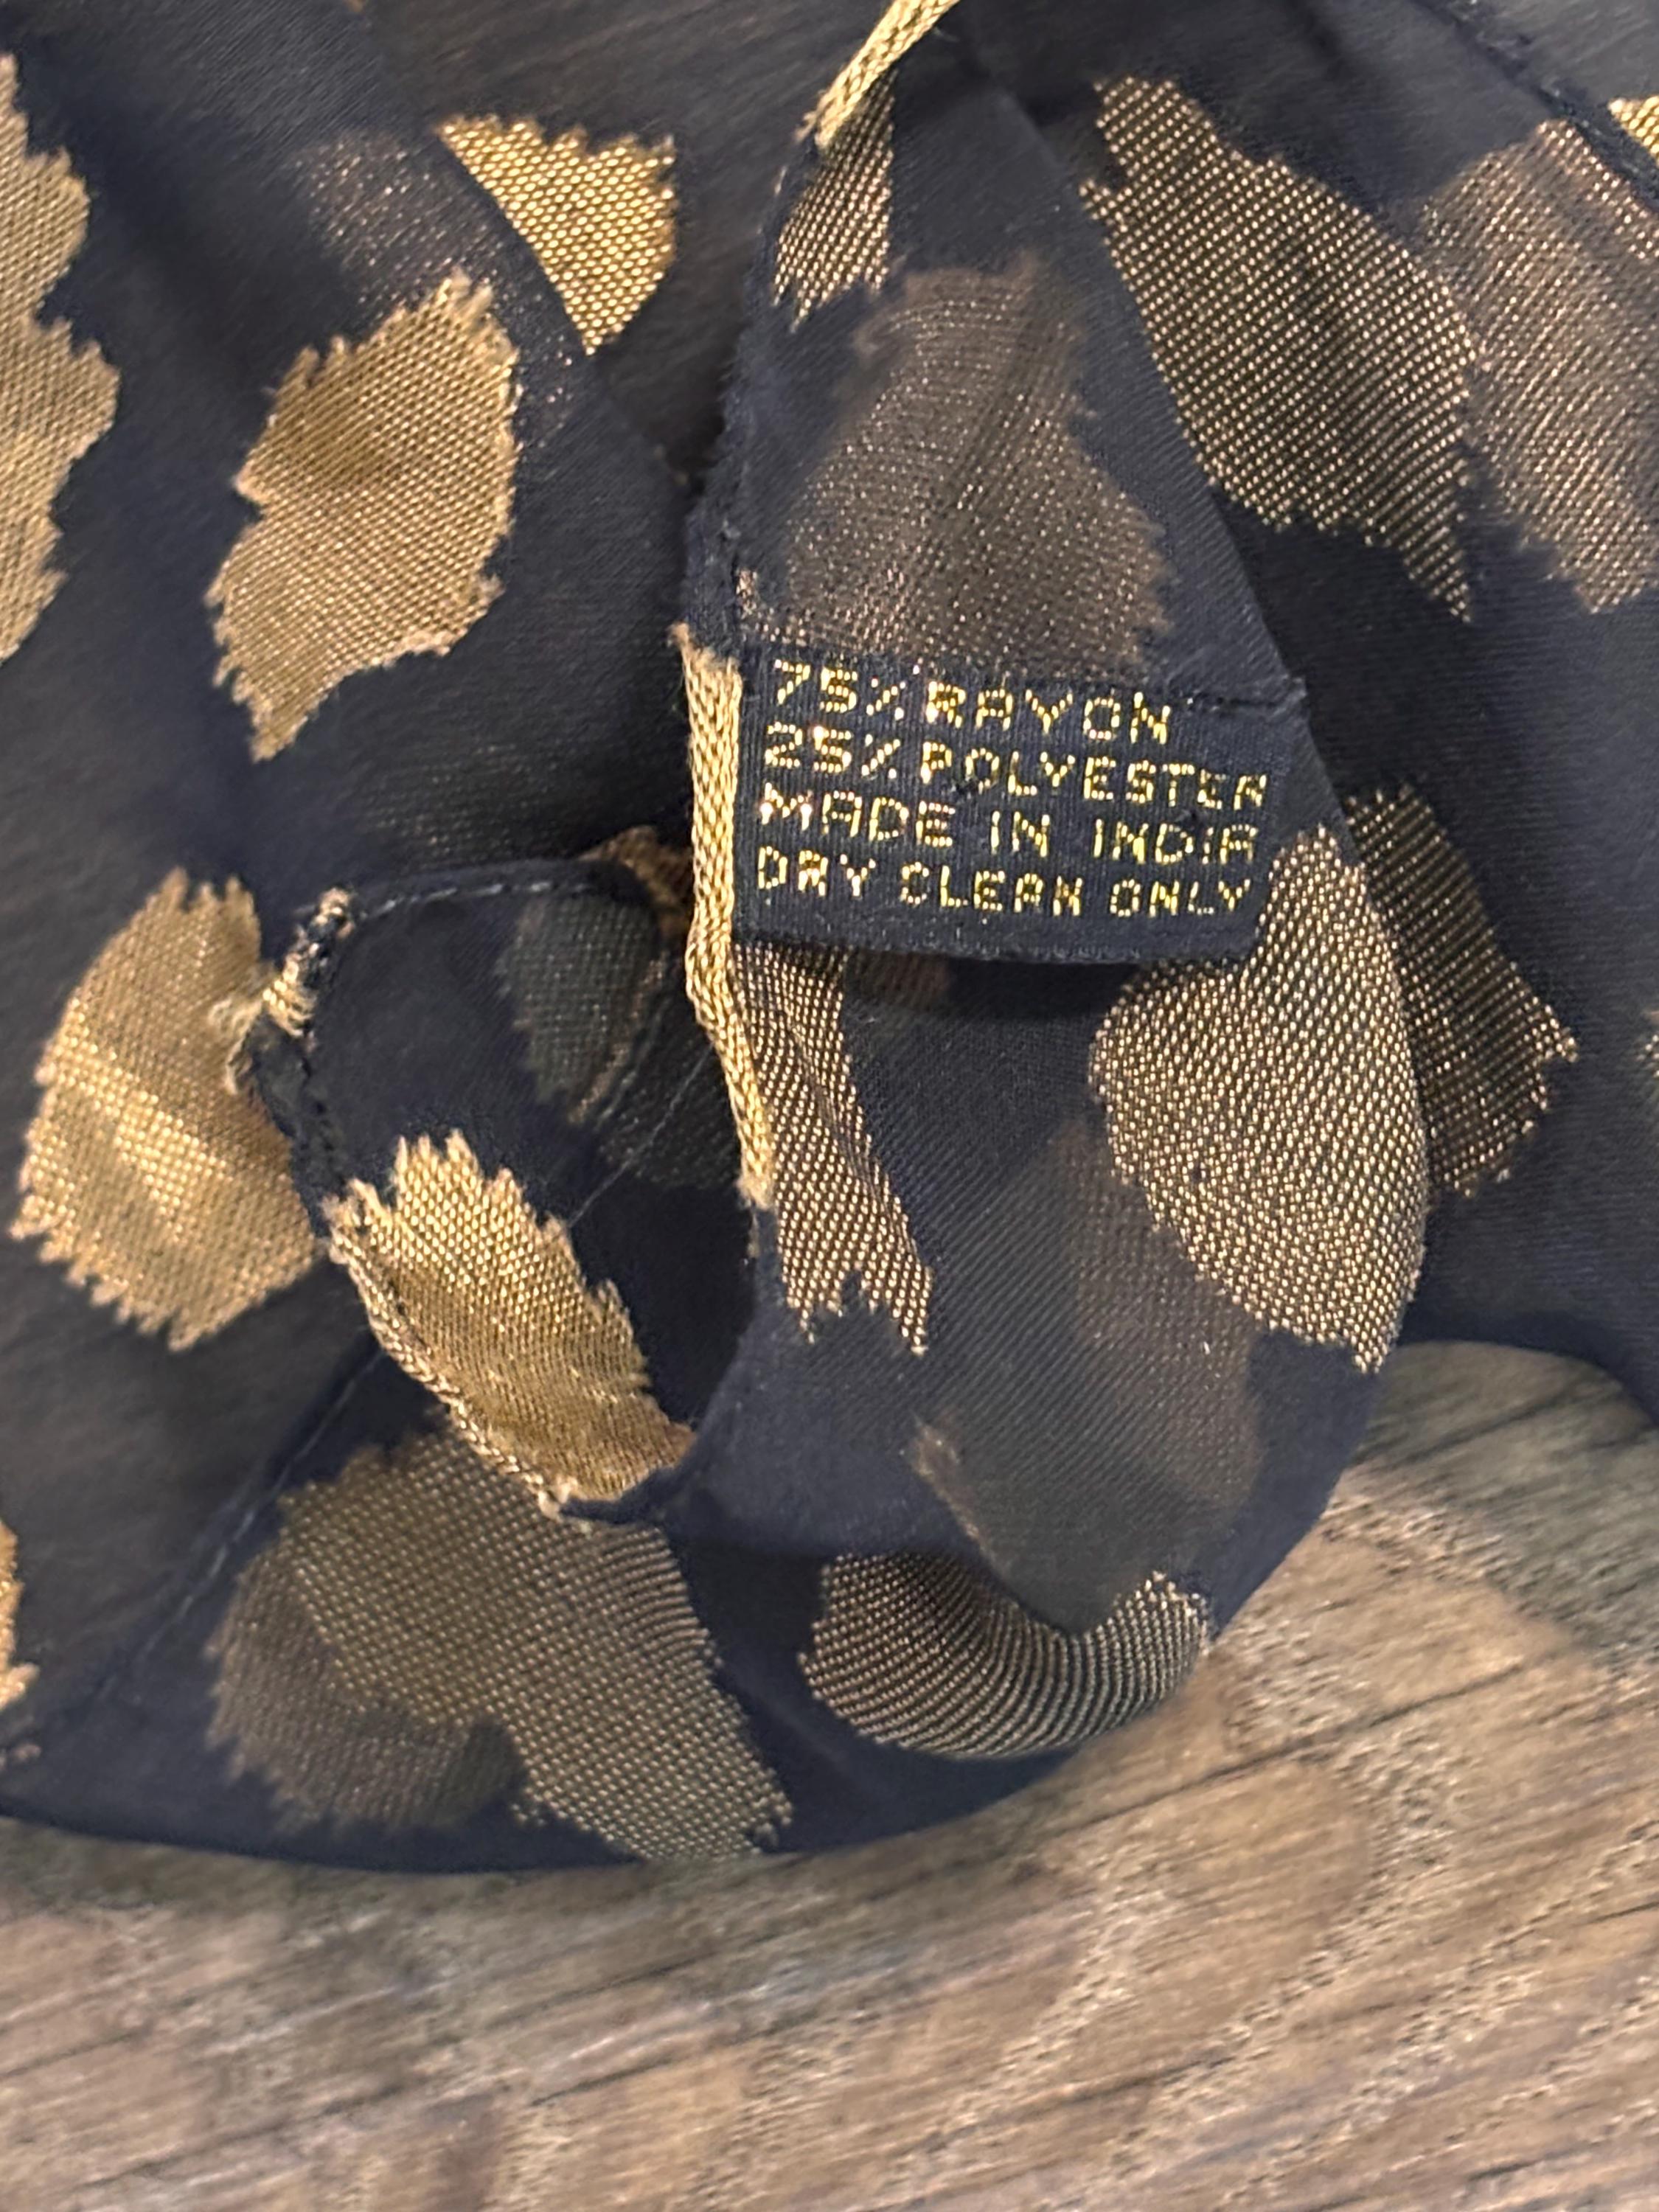 75% RAYON
25% POLYESTER
MADE IN INDIA
DRY CLEAN ONLY